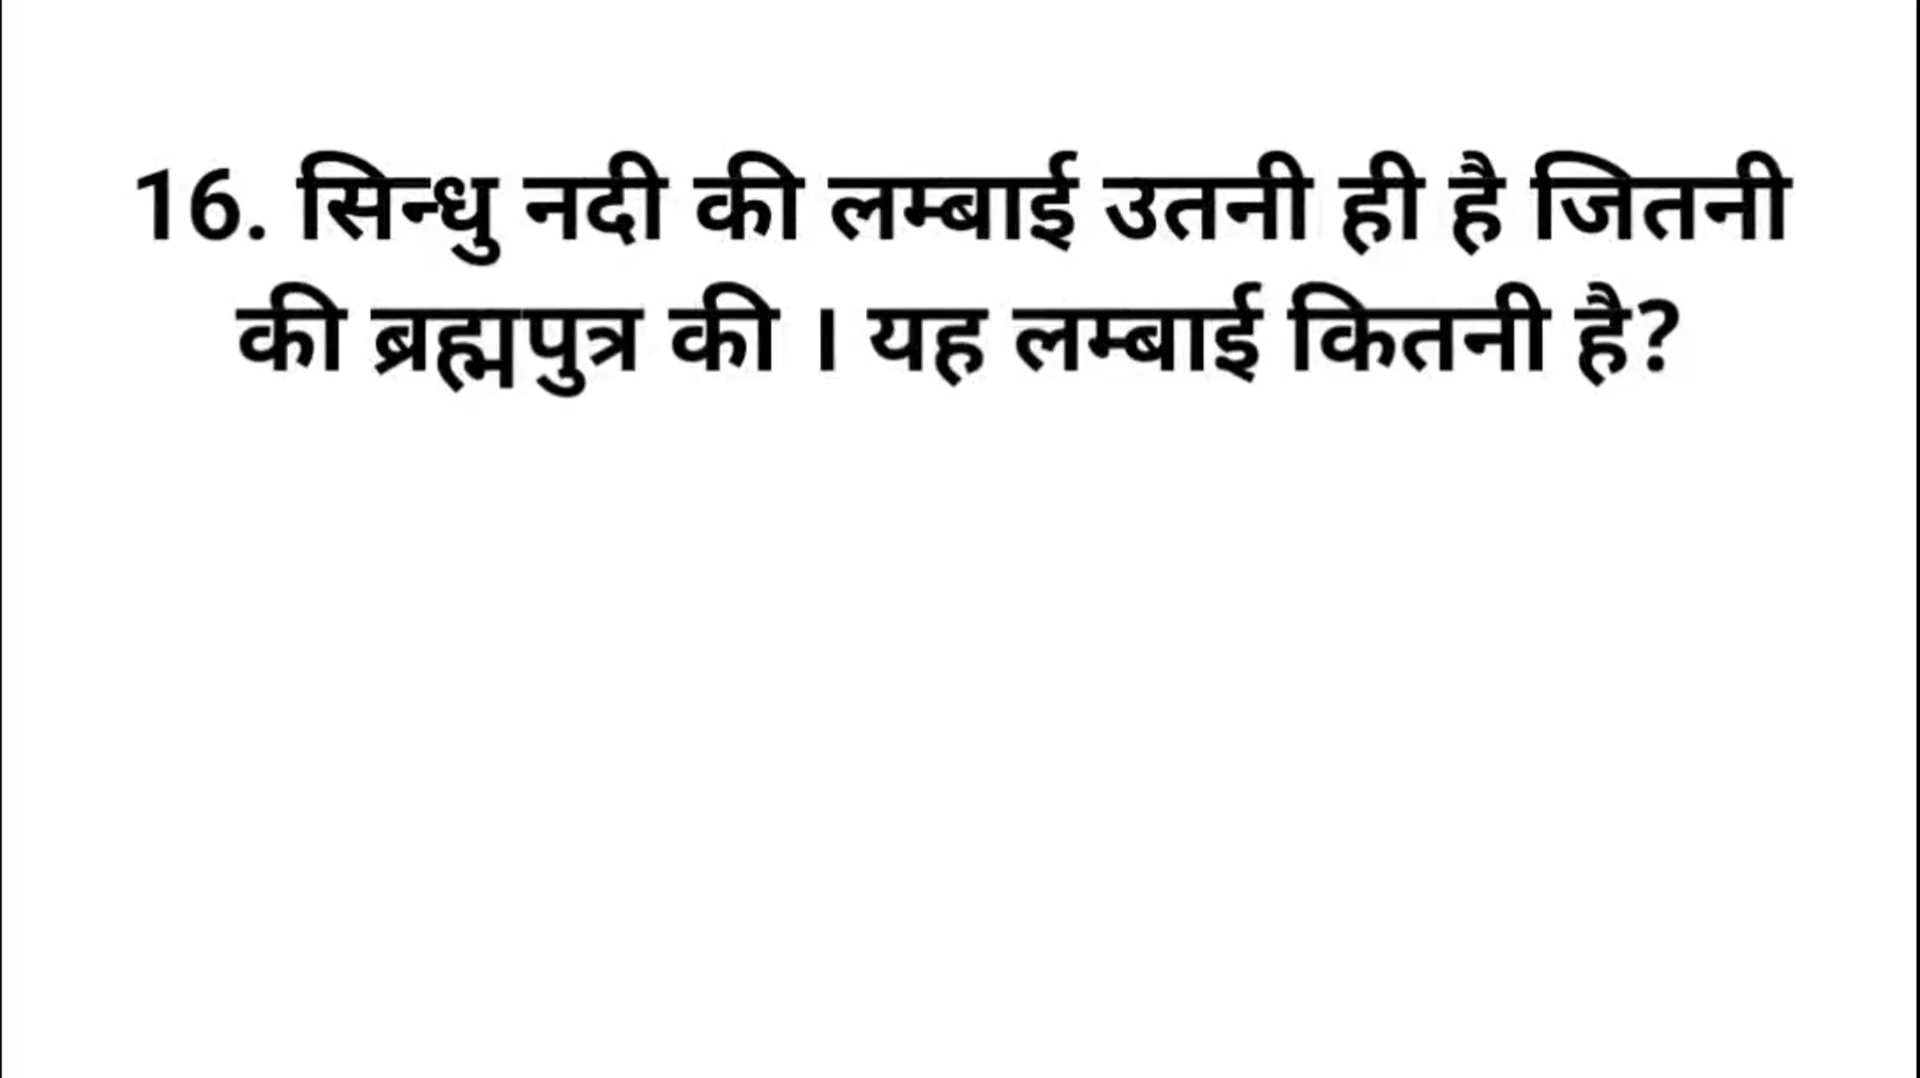 16. सिन्धु नदी की लम्बाई उतनी ही है जितनी
की ब्रह्मपुत्र की । यह लम्बाई कितनी है?